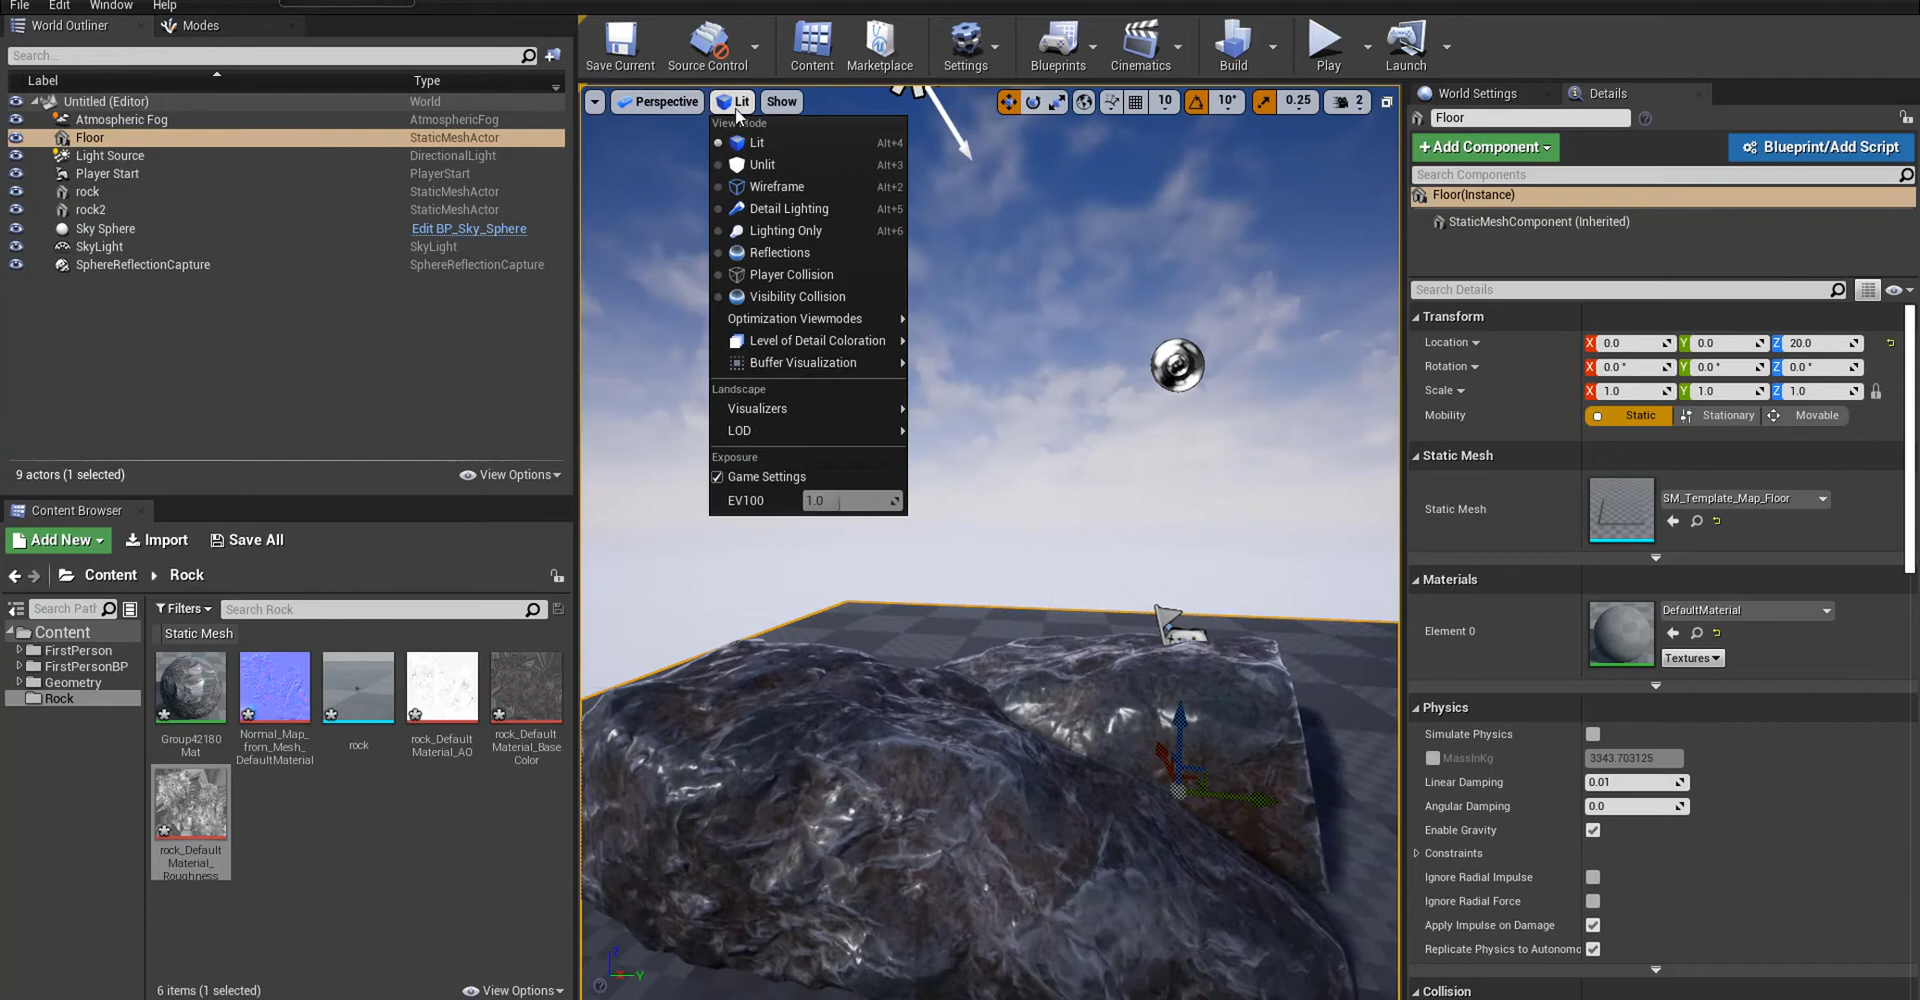 File Edit Window Help
World Outliner
Modes
Search...
Label Type
Untitled (Editor) World
Atmospheric Fog AtmosphericFog
Floor StaticMeshActor
Light Source DirectionalLight
Player Start PlayerStart
rock StaticMeshActor
rock2 StaticMeshActor
Sky Sphere Edit BP_Sky_Sphere
SkyLight SkyLight
SphereReflectionCapture SphereReflectionCapture
9 actors (1 selected) View Options
Content Browser
Add New Import Save All
Content Rock
Search Path Filters Search Rock
Static Mesh
Content
FirstPerson
FirstPersonBP
Geometry
Rock
Group42180
Mat
Normal_Map_
from_Mesh_
DefaultMaterial
rock
rock_Default
Material_AO
rock_Default
Material_Base
Color
rock_Default
Material_
Roughness
6 items (1 selected) View Options
Save Current Source Control Content Marketplace Settings Blueprints Cinematics Build Play Launch
Perspective Lit Show 10 10° 0.25 2
View Mode
Lit Alt+4
Unlit Alt+3
Wireframe Alt+2
Detail Lighting Alt+5
Lighting Only Alt+6
Reflections
Player Collision
Visibility Collision
Optimization Viewmodes
Level of Detail Coloration
Buffer Visualization
Landscape
Visualizers
LOD
Exposure
Game Settings
EV100 1.0
Z
X Y
World Settings Details
Floor
+Add Component Blueprint/Add Script
Search Components
Floor(Instance)
StaticMeshComponent (Inherited)
Search Details
Transform
Location X 0.0 Y 0.0 Z 20.0
Rotation X 0.0 ° Y 0.0 ° Z 0.0 °
Scale X 1.0 Y 1.0 Z 1.0
Mobility Static Stationary Movable
Static Mesh
Static Mesh SM_Template_Map_Floor
Materials
Element 0 DefaultMaterial
Textures
Physics
Simulate Physics
MassInKg 3343.703125
Linear Damping 0.01
Angular Damping 0.0
Enable Gravity
Constraints
Ignore Radial Impulse
Ignore Radial Force
Apply Impulse on Damage
Replicate Physics to Autonomo
Collision